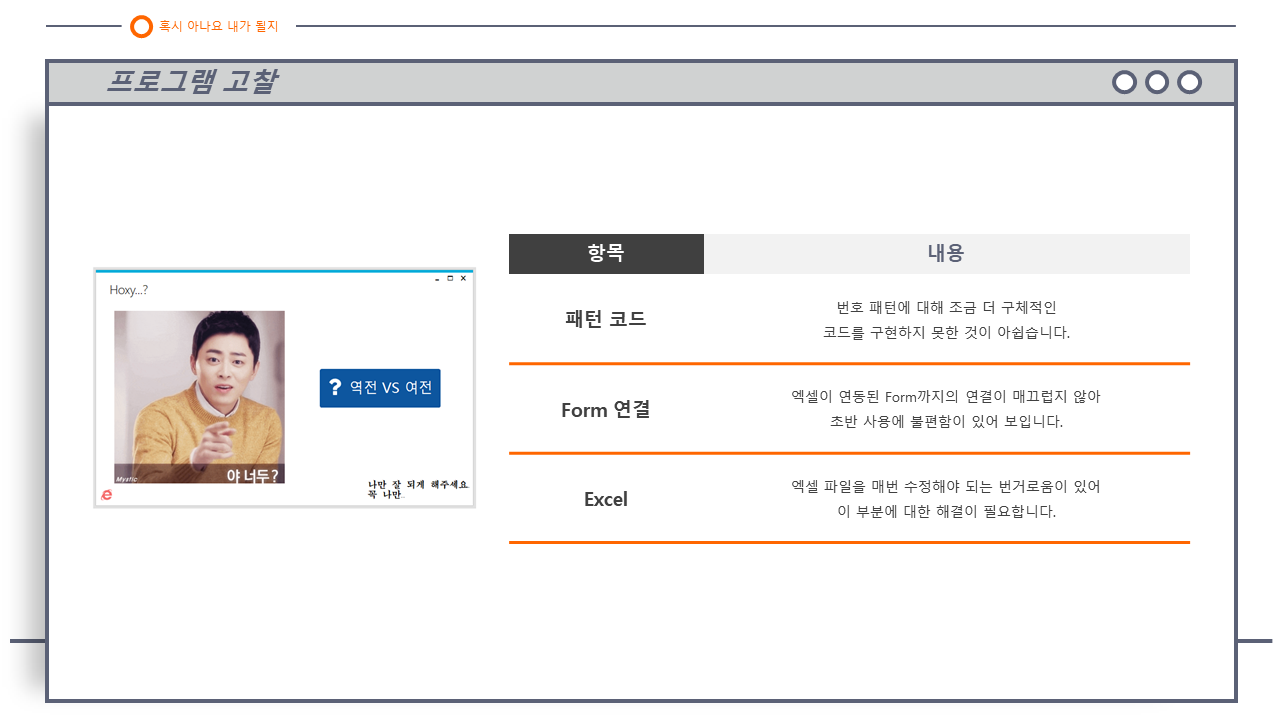 혹시 아나요 내가 될지
프로그램 고찰
Hoxy...?
? 역전 VS 여전
야 너두?
Mystic
나만 잘 되게 해주세요
꼭 나만..
항목
내용
패턴 코드
번호 패턴에 대해 조금 더 구체적인
코드를 구현하지 못한 것이 아쉽습니다.
Form 연결
엑셀이 연동된 Form까지의 연결이 매끄럽지 않아
초반 사용에 불편함이 있어 보입니다.
Excel
엑셀 파일을 매번 수정해야 되는 번거로움이 있어
이 부분에 대한 해결이 필요합니다.